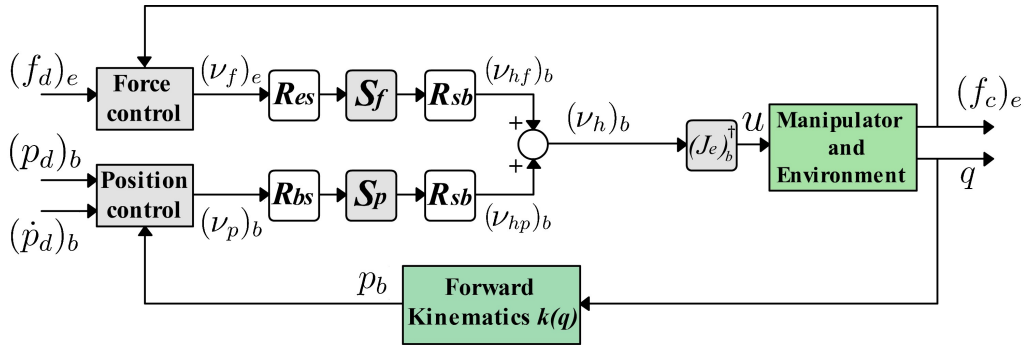 (f_d)_e
Force
control
(ν_f)_e
R_es
S_f
R_sb
(ν_hf)_b
+
(p_d)_b
(ṗ_d)_b
Position
control
(ν_p)_b
R_bs
S_p
R_sb
(ν_hp)_b
+
(ν_h)_b
(J_e)_b^†
u
Manipulator
and
Environment
(f_c)_e
q
p_b
Forward
Kinematics k(q)